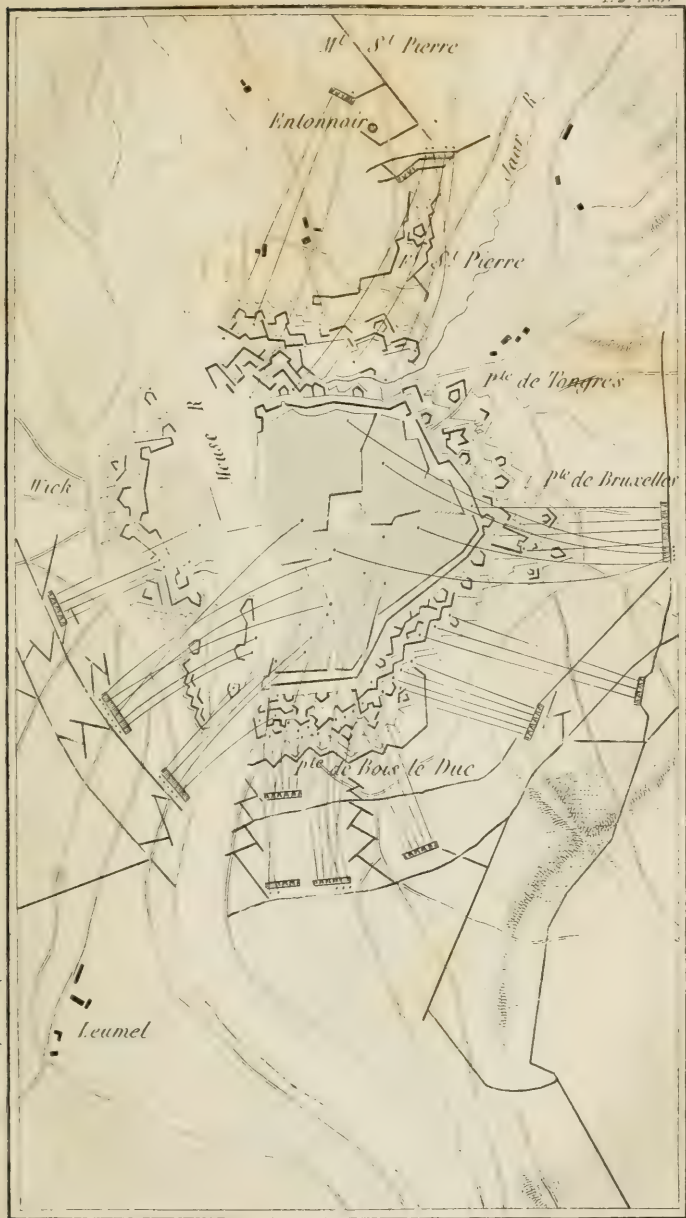 Mt St Pierre
Entonnoir
Jaar R
Ft St Pierre
Pte de Tongres
Meuse R
Pte de Bruxelles
Wick
Pte de Bois le Duc
Leumel